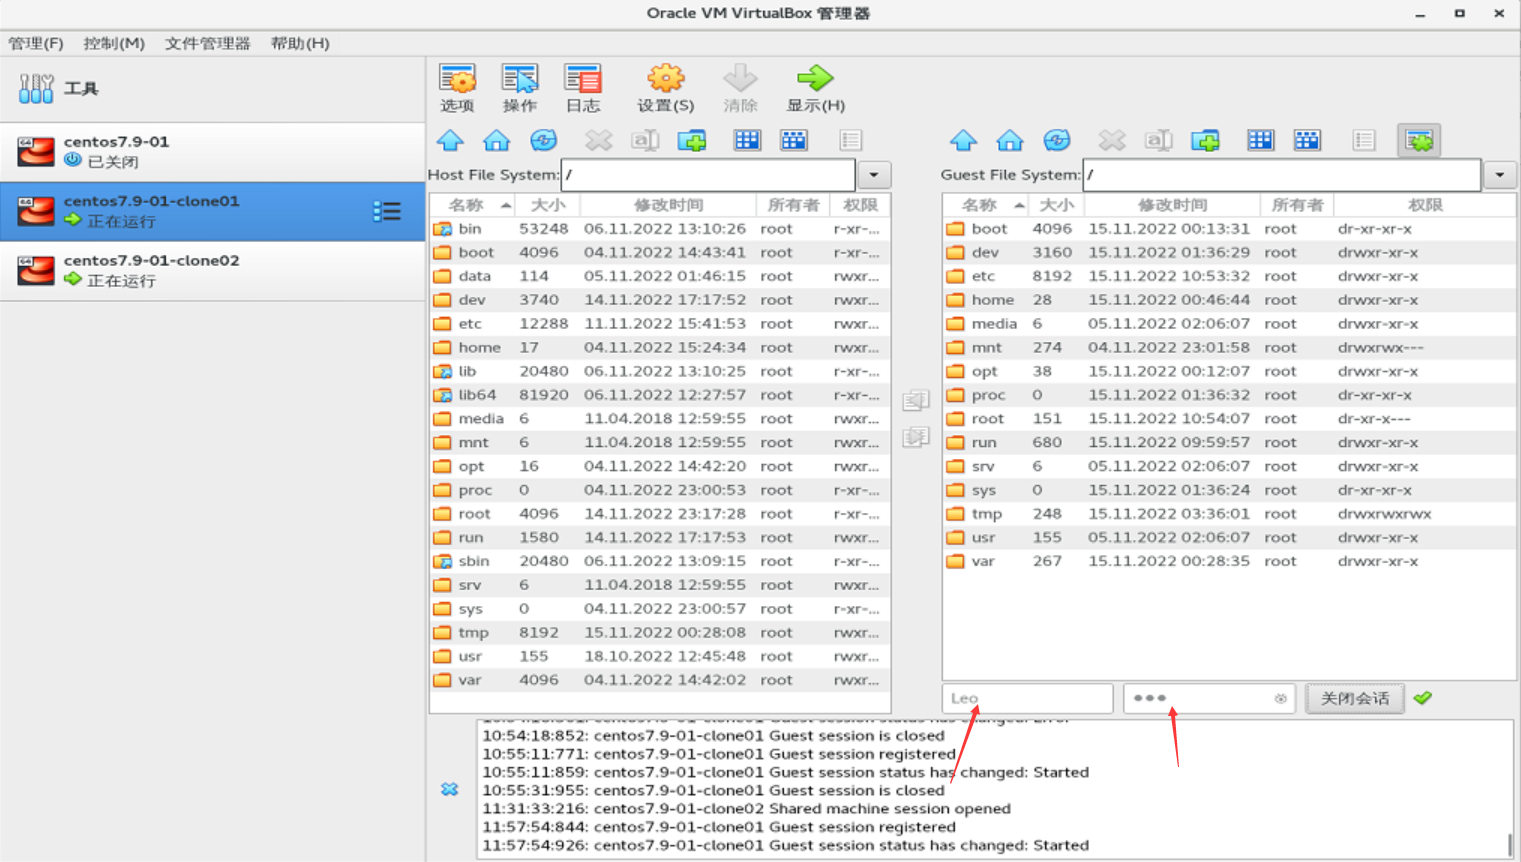 Oracle VM VirtualBox 管理器
管理(F) 控制(M) 文件管理器 帮助(H)
工具
centos7.9-01
已关闭
centos7.9-01-clone01
正在运行
centos7.9-01-clone02
正在运行
选项 操作 日志 设置(S) 清除 显示(H)
Host File System: /
名称 大小 修改时间 所有者 权限
bin 53248 06.11.2022 13:10:26 root r-xr-...
boot 4096 04.11.2022 14:43:41 root r-xr-...
data 114 05.11.2022 01:46:15 root rwxr...
dev 3740 14.11.2022 17:17:52 root rwxr...
etc 12288 11.11.2022 15:41:53 root rwxr...
home 17 04.11.2022 15:24:34 root rwxr...
lib 20480 06.11.2022 13:10:25 root r-xr-...
lib64 81920 06.11.2022 12:27:57 root r-xr-...
media 6 11.04.2018 12:59:55 root rwxr...
mnt 6 11.04.2018 12:59:55 root rwxr...
opt 16 04.11.2022 14:42:20 root rwxr...
proc 0 04.11.2022 23:00:53 root r-xr-...
root 4096 14.11.2022 23:17:28 root r-xr-...
run 1580 14.11.2022 17:17:53 root rwxr...
sbin 20480 06.11.2022 13:09:15 root r-xr-...
srv 6 11.04.2018 12:59:55 root rwxr...
sys 0 04.11.2022 23:00:57 root r-xr-...
tmp 8192 15.11.2022 00:28:08 root rwxr...
usr 155 18.10.2022 12:45:48 root rwxr...
var 4096 04.11.2022 14:42:02 root rwxr...
Guest File System: /
名称 大小 修改时间 所有者 权限
boot 4096 15.11.2022 00:13:31 root dr-xr-xr-x
dev 3160 15.11.2022 01:36:29 root drwxr-xr-x
etc 8192 15.11.2022 10:53:32 root drwxr-xr-x
home 28 15.11.2022 00:46:44 root drwxr-xr-x
media 6 05.11.2022 02:06:07 root drwxr-xr-x
mnt 274 04.11.2022 23:01:58 root drwxrwx---
opt 38 15.11.2022 00:12:07 root drwxr-xr-x
proc 0 15.11.2022 01:36:32 root dr-xr-xr-x
root 151 15.11.2022 10:54:07 root dr-xr-x---
run 680 15.11.2022 09:59:57 root drwxr-xr-x
srv 6 05.11.2022 02:06:07 root drwxr-xr-x
sys 0 15.11.2022 01:36:24 root dr-xr-xr-x
tmp 248 15.11.2022 03:36:01 root drwxrwxrwx
usr 155 05.11.2022 02:06:07 root drwxr-xr-x
var 267 15.11.2022 00:28:35 root drwxr-xr-x
Leo ●●● 关闭会话
10:54:18:852: centos7.9-01-clone01 Guest session is closed
10:55:11:771: centos7.9-01-clone01 Guest session registered
10:55:11:859: centos7.9-01-clone01 Guest session status has changed: Started
10:55:31:955: centos7.9-01-clone01 Guest session is closed
11:31:33:216: centos7.9-01-clone02 Shared machine session opened
11:57:54:844: centos7.9-01-clone01 Guest session registered
11:57:54:926: centos7.9-01-clone01 Guest session status has changed: Started